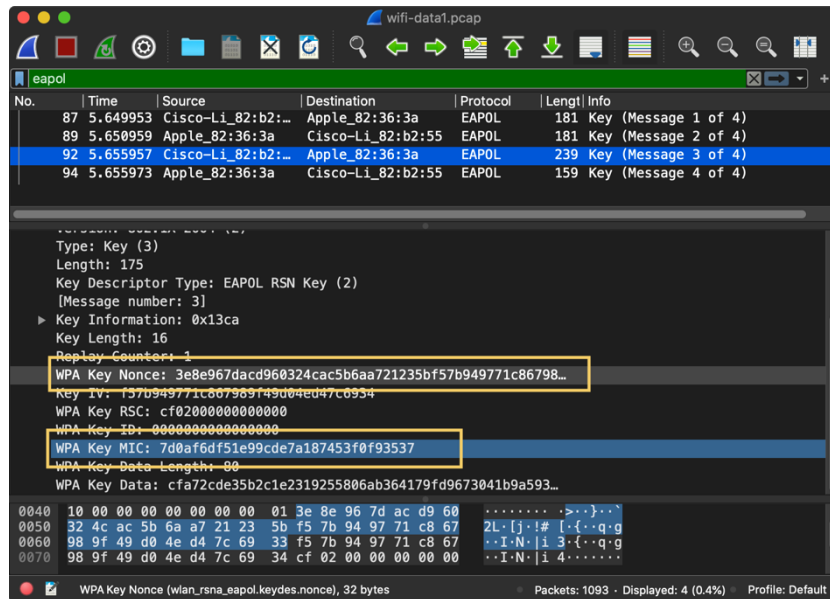 wifi-data1.pcap
eapol
No. Time Source Destination Protocol Lengt Info
87 5.649953 Cisco-Li_82:b2:… Apple_82:36:3a EAPOL 181 Key (Message 1 of 4)
89 5.650959 Apple_82:36:3a Cisco-Li_82:b2:55 EAPOL 181 Key (Message 2 of 4)
92 5.655957 Cisco-Li_82:b2:… Apple_82:36:3a EAPOL 239 Key (Message 3 of 4)
94 5.655973 Apple_82:36:3a Cisco-Li_82:b2:55 EAPOL 159 Key (Message 4 of 4)
Version: 802.1X-2004 (2)
Type: Key (3)
Length: 175
Key Descriptor Type: EAPOL RSN Key (2)
[Message number: 3]
Key Information: 0x13ca
Key Length: 16
Replay Counter: 1
WPA Key Nonce: 3e8e967dacd960324cac5b6aa721235bf57b949771c86798…
Key IV: f57b949771c867989f49d04ed47c6934
WPA Key RSC: cf02000000000000
WPA Key ID: 0000000000000000
WPA Key MIC: 7d0af6df51e99cde7a187453f0f93537
WPA Key Data Length: 80
WPA Key Data: cfa72cde35b2c1e2319255806ab364179fd9673041b9a593…
0040 10 00 00 00 00 00 00 00 01 3e 8e 96 7d ac d9 60 ········ ·>··}··`
0050 32 4c ac 5b 6a a7 21 23 5b f5 7b 94 97 71 c8 67 2L·[j·!# [·{··q·g
0060 98 9f 49 d0 4e d4 7c 69 33 f5 7b 94 97 71 c8 67 ··I·N·|i 3·{··q·g
0070 98 9f 49 d0 4e d4 7c 69 34 cf 02 00 00 00 00 00 ··I·N·|i 4·······
WPA Key Nonce (wlan_rsna_eapol.keydes.nonce), 32 bytes Packets: 1093 · Displayed: 4 (0.4%) Profile: Default